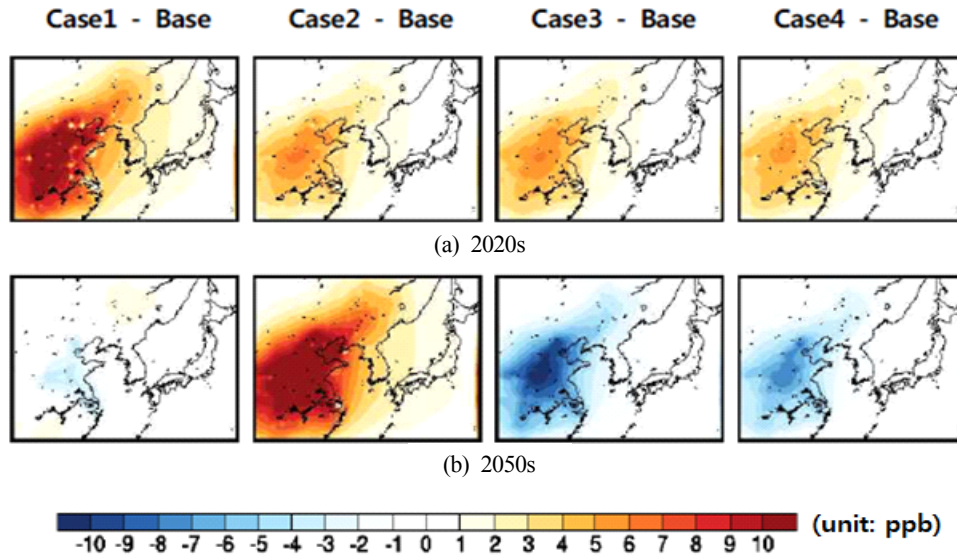 Case1 - Base Case2 - Base Case3 - Base Case4 - Base
(a) 2020s
(b) 2050s
(unit: ppb)
-10 -9 -8 -7 -6 -5 -4 -3 -2 -1 0 1 2 3 4 5 6 7 8 9 10